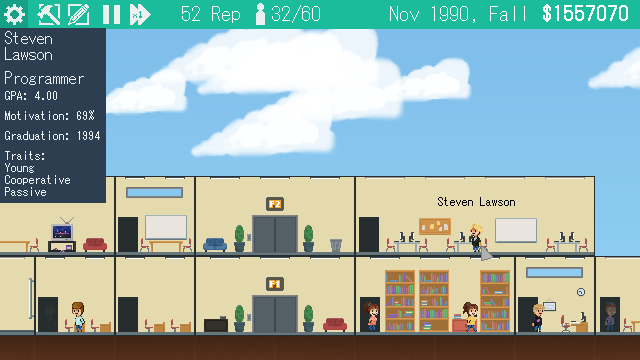 x1 52 Rep 32/60 Nov 1990, Fall $1557070
Steven
Lawson
Programmer
GPA: 4.00
Motivation: 69%
Graduation: 1994
Traits:
Young
Cooperative
Passive
Steven Lawson
F2
F1